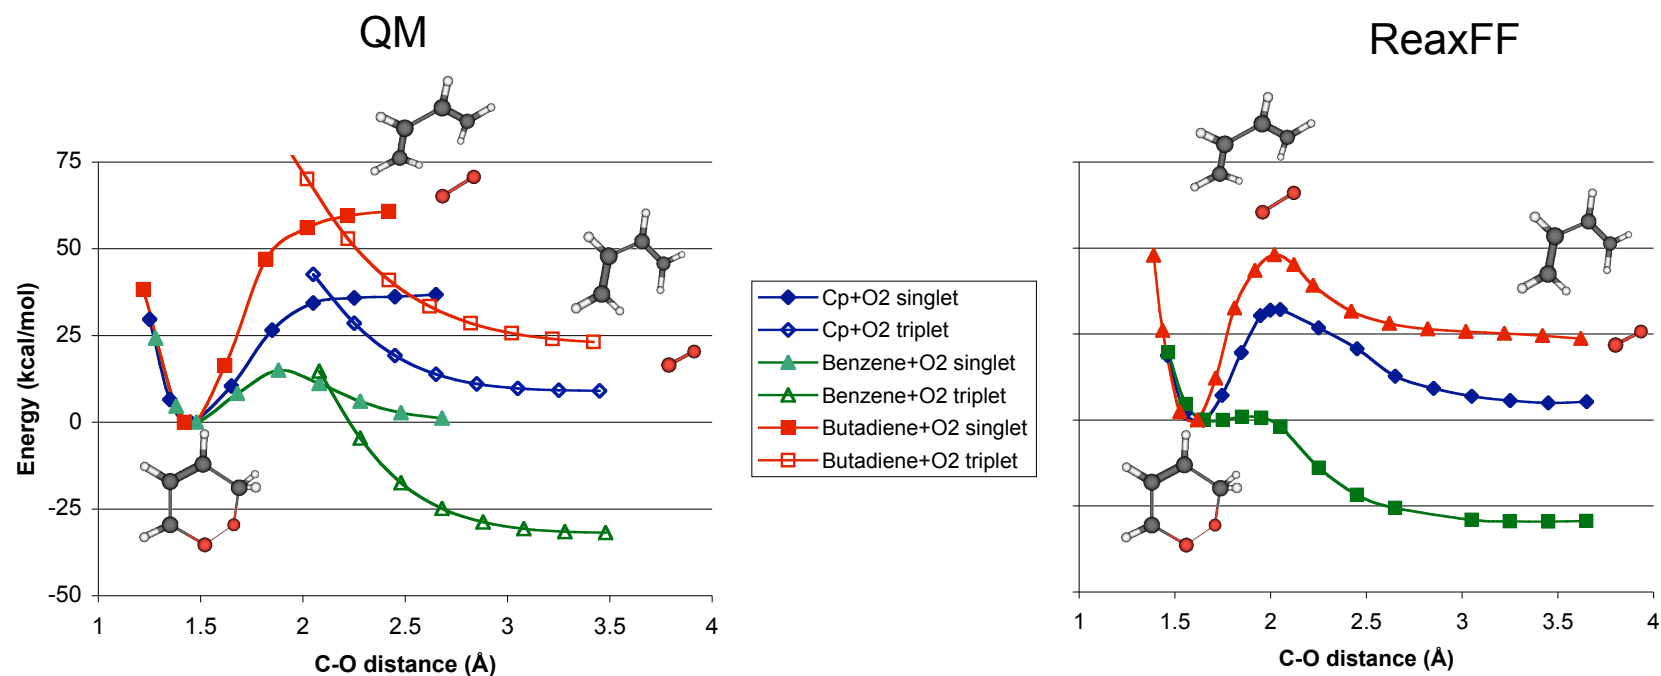 QM
ReaxFF
75
50
25
0
-25
-50
Energy (kcal/mol)
1
1.5
2
2.5
3
3.5
4
C-O distance (Å)
Cp+O2 singlet
Cp+O2 triplet
Benzene+O2 singlet
Benzene+O2 triplet
Butadiene+O2 singlet
Butadiene+O2 triplet
1
1.5
2
2.5
3
3.5
4
C-O distance (Å)